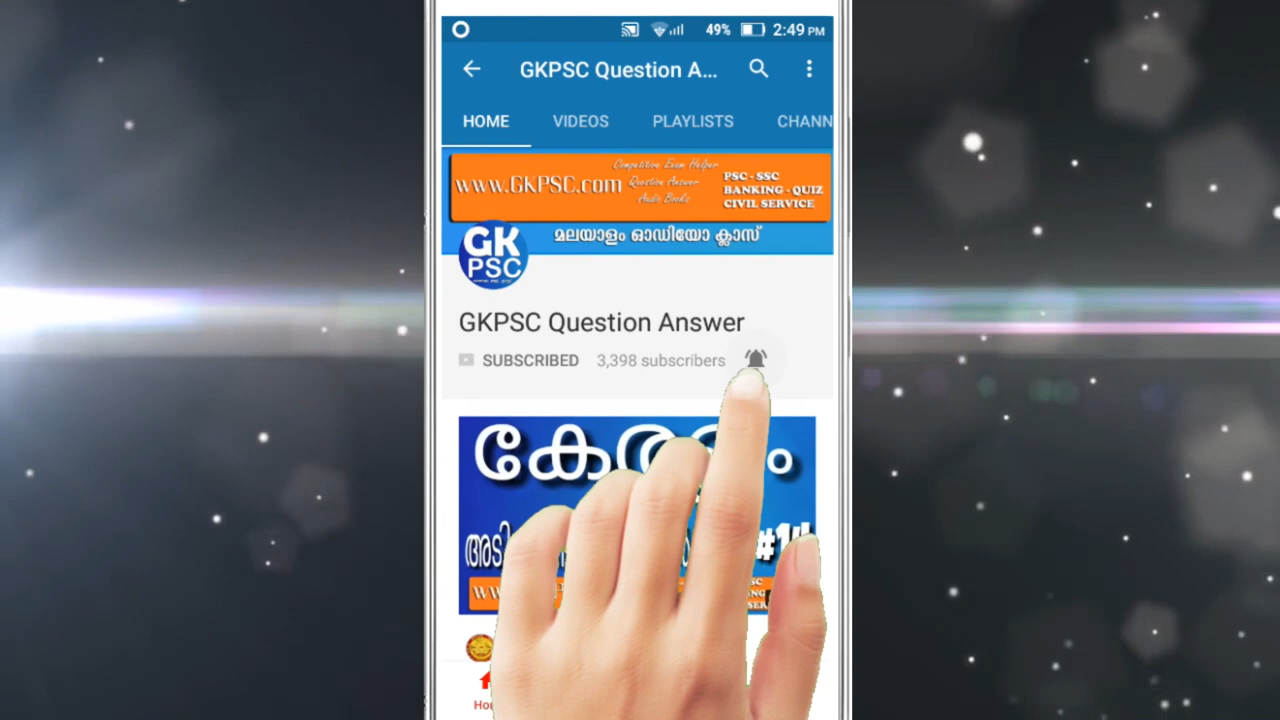 49% 2:49 PM
GKPSC Question A...
HOME VIDEOS PLAYLISTS CHANN
Competitive Exam Helper
www.GKPSC.com
Question Answer
Audio Books
PSC - SSC
BANKING - QUIZ
CIVIL SERVICE
GK
PSC
മലയാളം ഓഡിയോ ക്ലാസ്
GKPSC Question Answer
SUBSCRIBED 3,398 subscribers